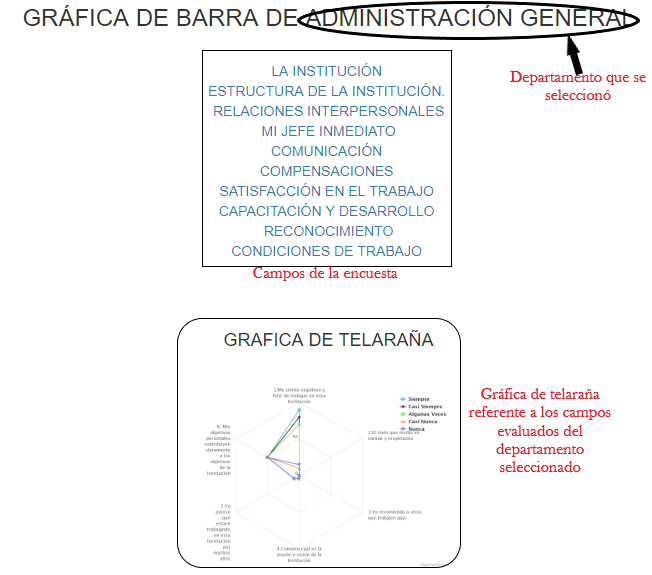 GRÁFICA DE BARRA DE ADMINISTRACIÓN GENERAL
Departamento que se
seleccionó
LA INSTITUCIÓN
ESTRUCTURA DE LA INSTITUCIÓN.
RELACIONES INTERPERSONALES
MI JEFE INMEDIATO
COMUNICACIÓN
COMPENSACIONES
SATISFACCIÓN EN EL TRABAJO
CAPACITACIÓN Y DESARROLLO
RECONOCIMIENTO
CONDICIONES DE TRABAJO
Campos de la encuesta
GRAFICA DE TELARAÑA
1.Me siento orgulloso y
feliz de trabajar en esta
Institución
Siempre
Casi Siempre
Algunas Veces
Casi Nunca
Nunca
2.El trato que recibo es
cordial y respetuoso
3.Yo recomiendo a otros
que trabajen aquí
4.Conozco cuál es la
misión y visión de la
Institución
5.Yo
pienso
que
estaré
trabajando
en esta
Institución
por
muchos
años
6. Mis
objetivos
personales
contribuyen
claramente
a los
objetivos
de la
Institución
50
0
Gráfica de telaraña
referente a los campos
evaluados del
departamento
seleccionado